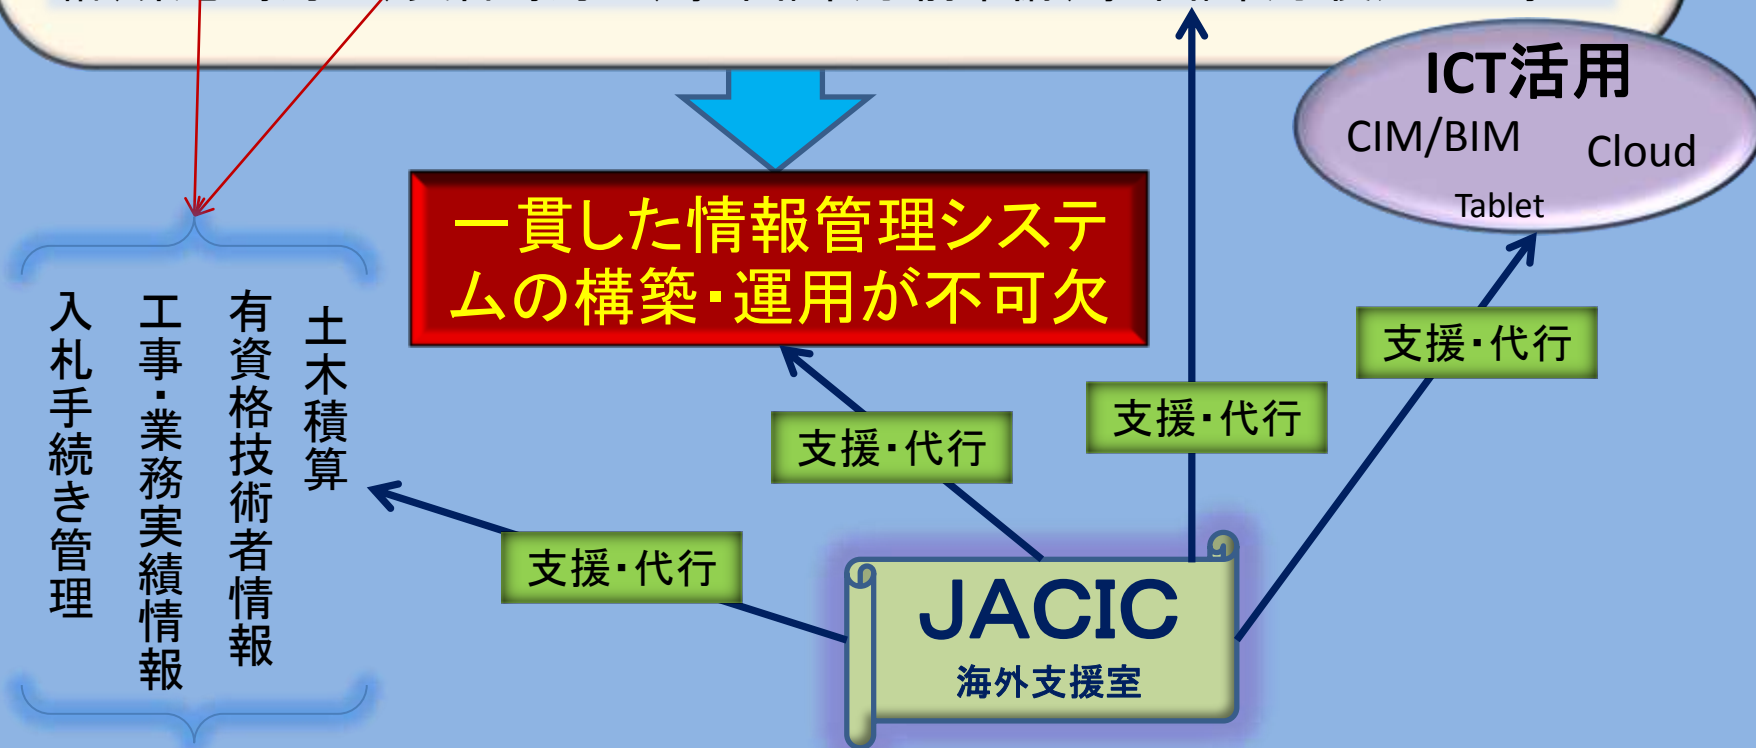 ICT活用
CIM/BIM
Cloud
Tablet
一貫した情報管理システ
ムの構築・運用が不可欠
土木積算
有資格技術者情報
工事・業務実績情報
入札手続き管理
支援・代行
支援・代行
支援・代行
支援・代行
JACIC
海外支援室